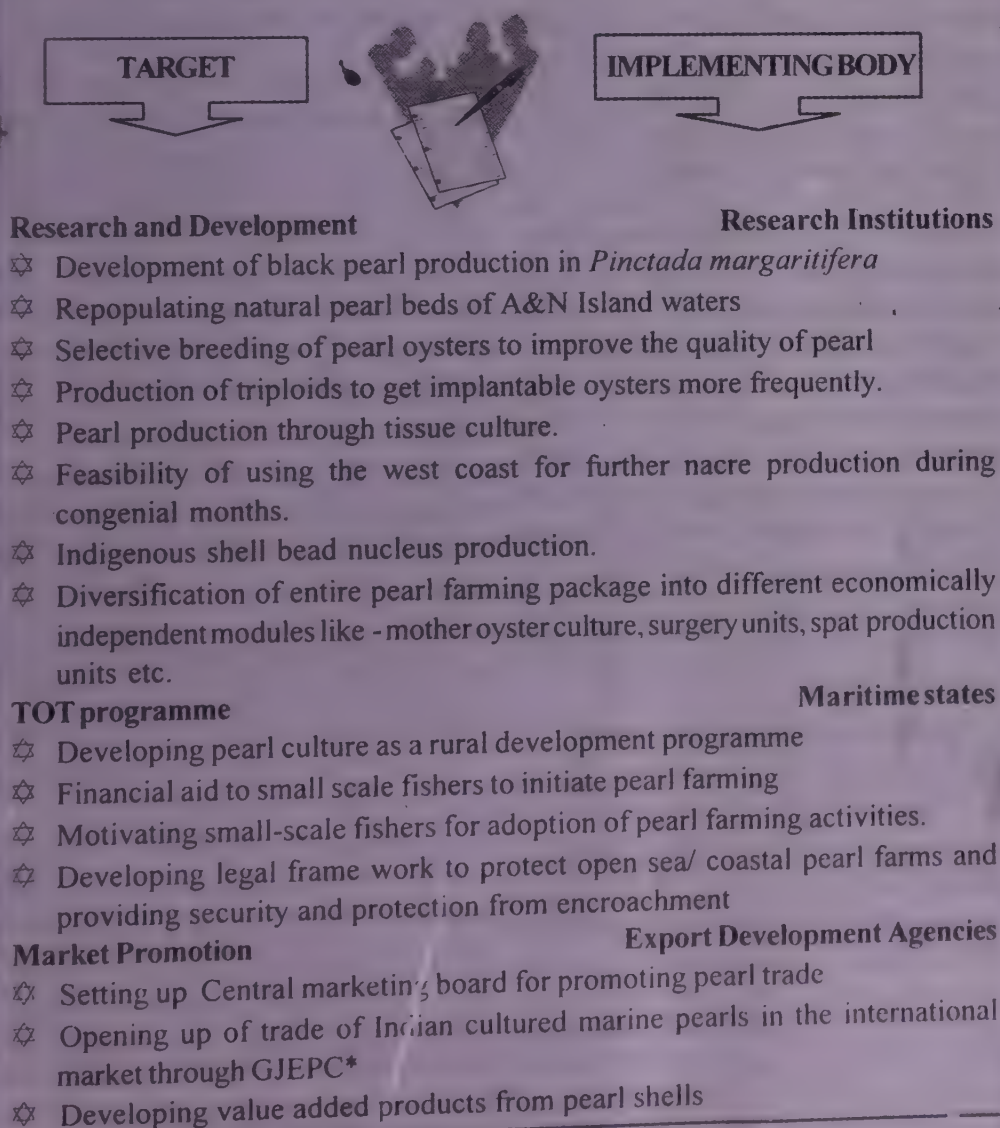 TARGET
IMPLEMENTING BODY
Research and Development
Research Institutions
✡ Development of black pearl production in Pinctada margaritifera
✡ Repopulating natural pearl beds of A&N Island waters
✡ Selective breeding of pearl oysters to improve the quality of pearl
✡ Production of triploids to get implantable oysters more frequently.
✡ Pearl production through tissue culture.
✡ Feasibility of using the west coast for further nacre production during
congenial months.
✡ Indigenous shell bead nucleus production.
✡ Diversification of entire pearl farming package into different economically
independent modules like - mother oyster culture, surgery units, spat production
units etc.
Maritime states
TOT programme
✡ Developing pearl culture as a rural development programme
✡ Financial aid to small scale fishers to initiate pearl farming
✡ Motivating small-scale fishers for adoption of pearl farming activities.
✡ Developing legal frame work to protect open sea/ coastal pearl farms and
providing security and protection from encroachment
Export Development Agencies
Market Promotion
✡ Setting up Central marketing board for promoting pearl trade
✡ Opening up of trade of Indian cultured marine pearls in the international
market through GJEPC*
✡ Developing value added products from pearl shells